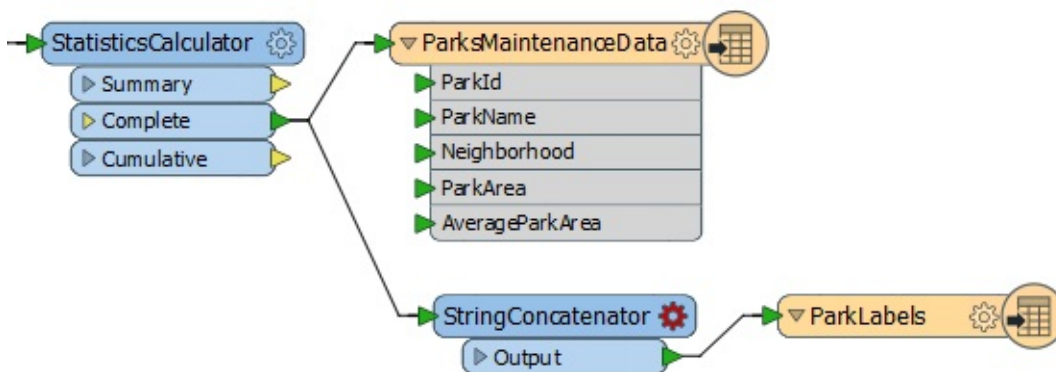 StatisticsCalculator
Summary
Complete
Cumulative
ParksMaintenanceData
ParkId
ParkName
Neighborhood
ParkArea
AverageParkArea
StringConcatenator
Output
ParkLabels